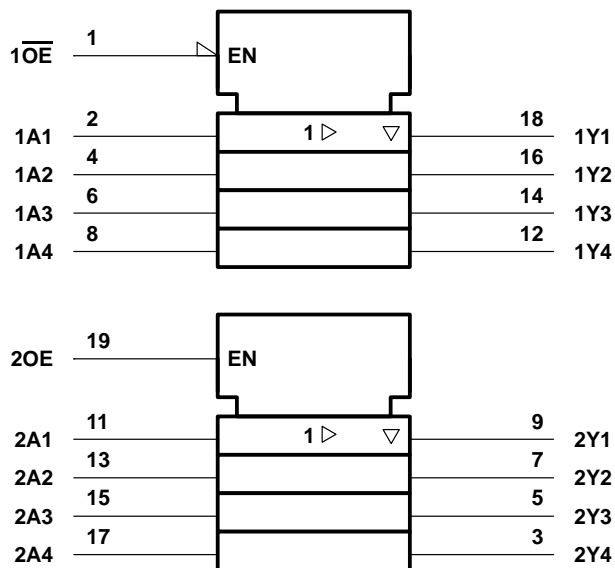 1
1OE EN
2 18
1A1 1 ▷ ▽ 1Y1
4 16
1A2 1Y2
6 14
1A3 1Y3
8 12
1A4 1Y4
19
2OE EN
11 9
2A1 1 ▷ ▽ 2Y1
13 7
2A2 2Y2
15 5
2A3 2Y3
17 3
2A4 2Y4